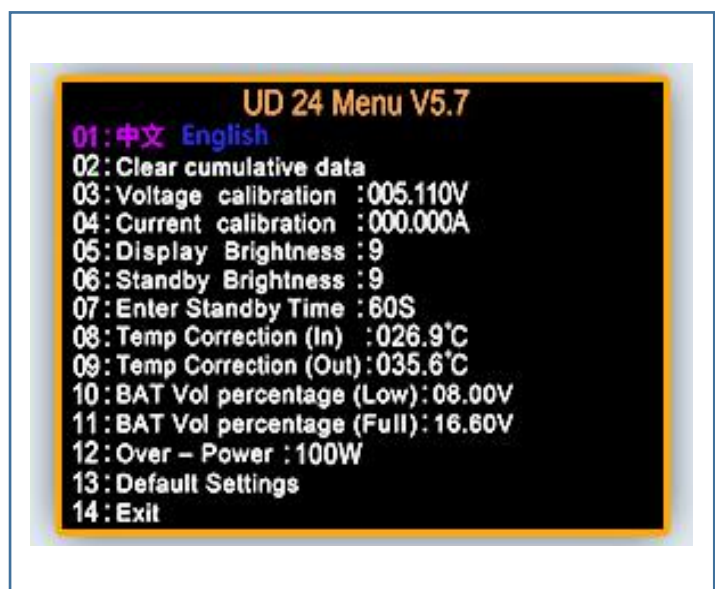 UD 24 Menu V5.7
01:中文 English
02:Clear cumulative data
03:Voltage calibration :005.110V
04:Current calibration :000.000A
05:Display Brightness :9
06:Standby Brightness :9
07:Enter Standby Time :60S
08:Temp Correction (In) :026.9°C
09:Temp Correction (Out):035.6°C
10:BAT Vol percentage (Low):08.00V
11:BAT Vol percentage (Full):16.60V
12:Over – Power :100W
13:Default Settings
14:Exit